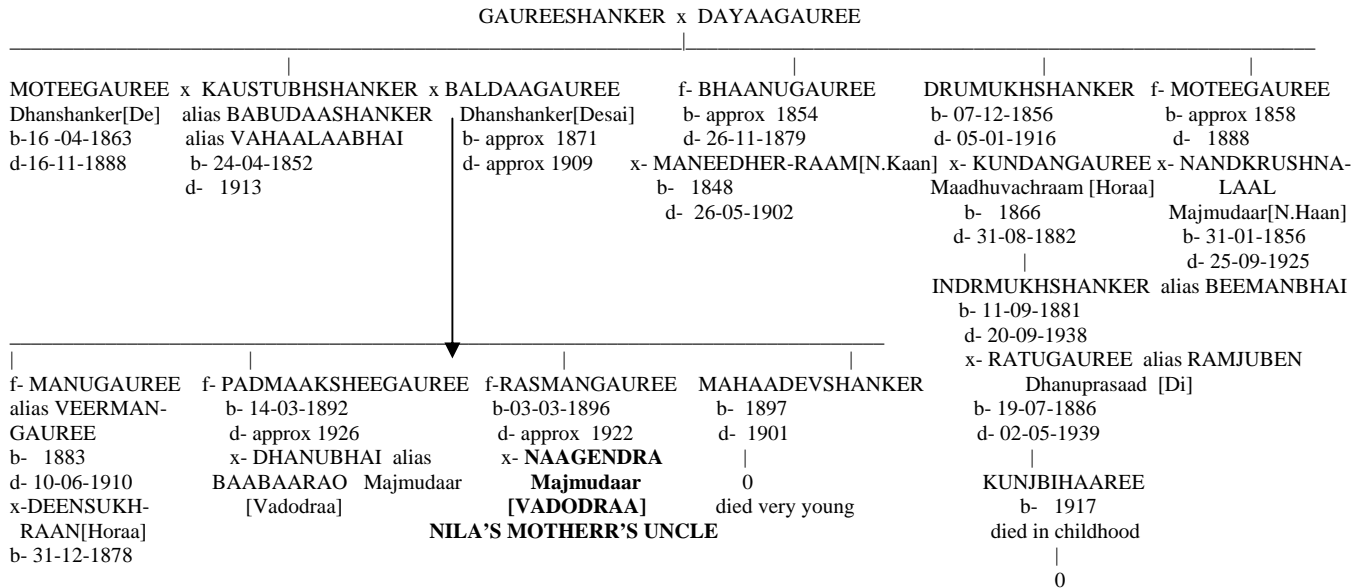 GAUREESHANKER x DAYAAGAUREE
MOTEEGAUREE x KAUSTUBHSHANKER x BALDAAGAUREE f- BHAANUGAUREE DRUMUKHSHANKER f- MOTEEGAUREE
Dhanshanker[De] alias BABUDAASHANKER Dhanshanker[Desai] b- approx 1854 b- 07-12-1856 b- approx 1858
b-16 -04-1863 alias VAHAALAABHAI b- approx 1871 d- 26-11-1879 d- 05-01-1916 d- 1888
d-16-11-1888 b- 24-04-1852 d- approx 1909 x- MANEEDHER-RAAM[N.Kaan] x- KUNDANGAUREE x- NANDKRUSHNA-
d- 1913 b- 1848 Maadhuvachraam [Horaa] LAAL
d- 26-05-1902 b- 1866 Majmudaar[N.Haan]
d- 31-08-1882 b- 31-01-1856
d- 25-09-1925
INDRMUKHSHANKER alias BEEMANBHAI
b- 11-09-1881
d- 20-09-1938
x- RATUGAUREE alias RAMJUBEN
f- MANUGAUREE f- PADMAAKSHEEGAUREE f-RASMANGAUREE MAHAADEVSHANKER Dhanuprasaad [Di]
alias VEERMAN- b- 14-03-1892 b-03-03-1896 b- 1897 b- 19-07-1886
GAUREE d- approx 1926 d- approx 1922 d- 1901 d- 02-05-1939
b- 1883 x- DHANUBHAI alias x- NAAGENDRA
d- 10-06-1910 BAABAARAO Majmudaar Majmudaar 0 KUNJBIHAAREE
x-DEENSUKH- [Vadodraa] [VADODRAA] died very young b- 1917
RAAN[Horaa] NILA'S MOTHERR'S UNCLE died in childhood
b- 31-12-1878
0